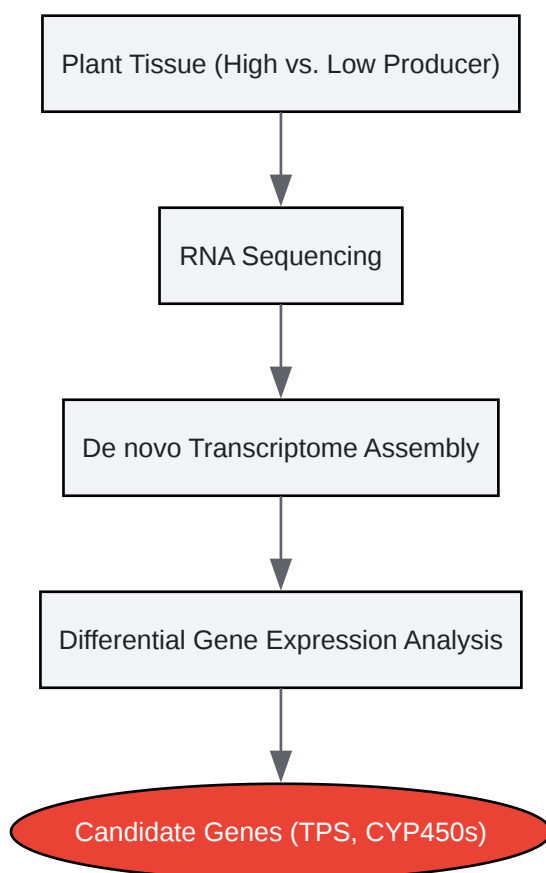 Plant Tissue (High vs. Low Producer)
RNA Sequencing
De novo Transcriptome Assembly
Differential Gene Expression Analysis
Candidate Genes (TPS, CYP450s)